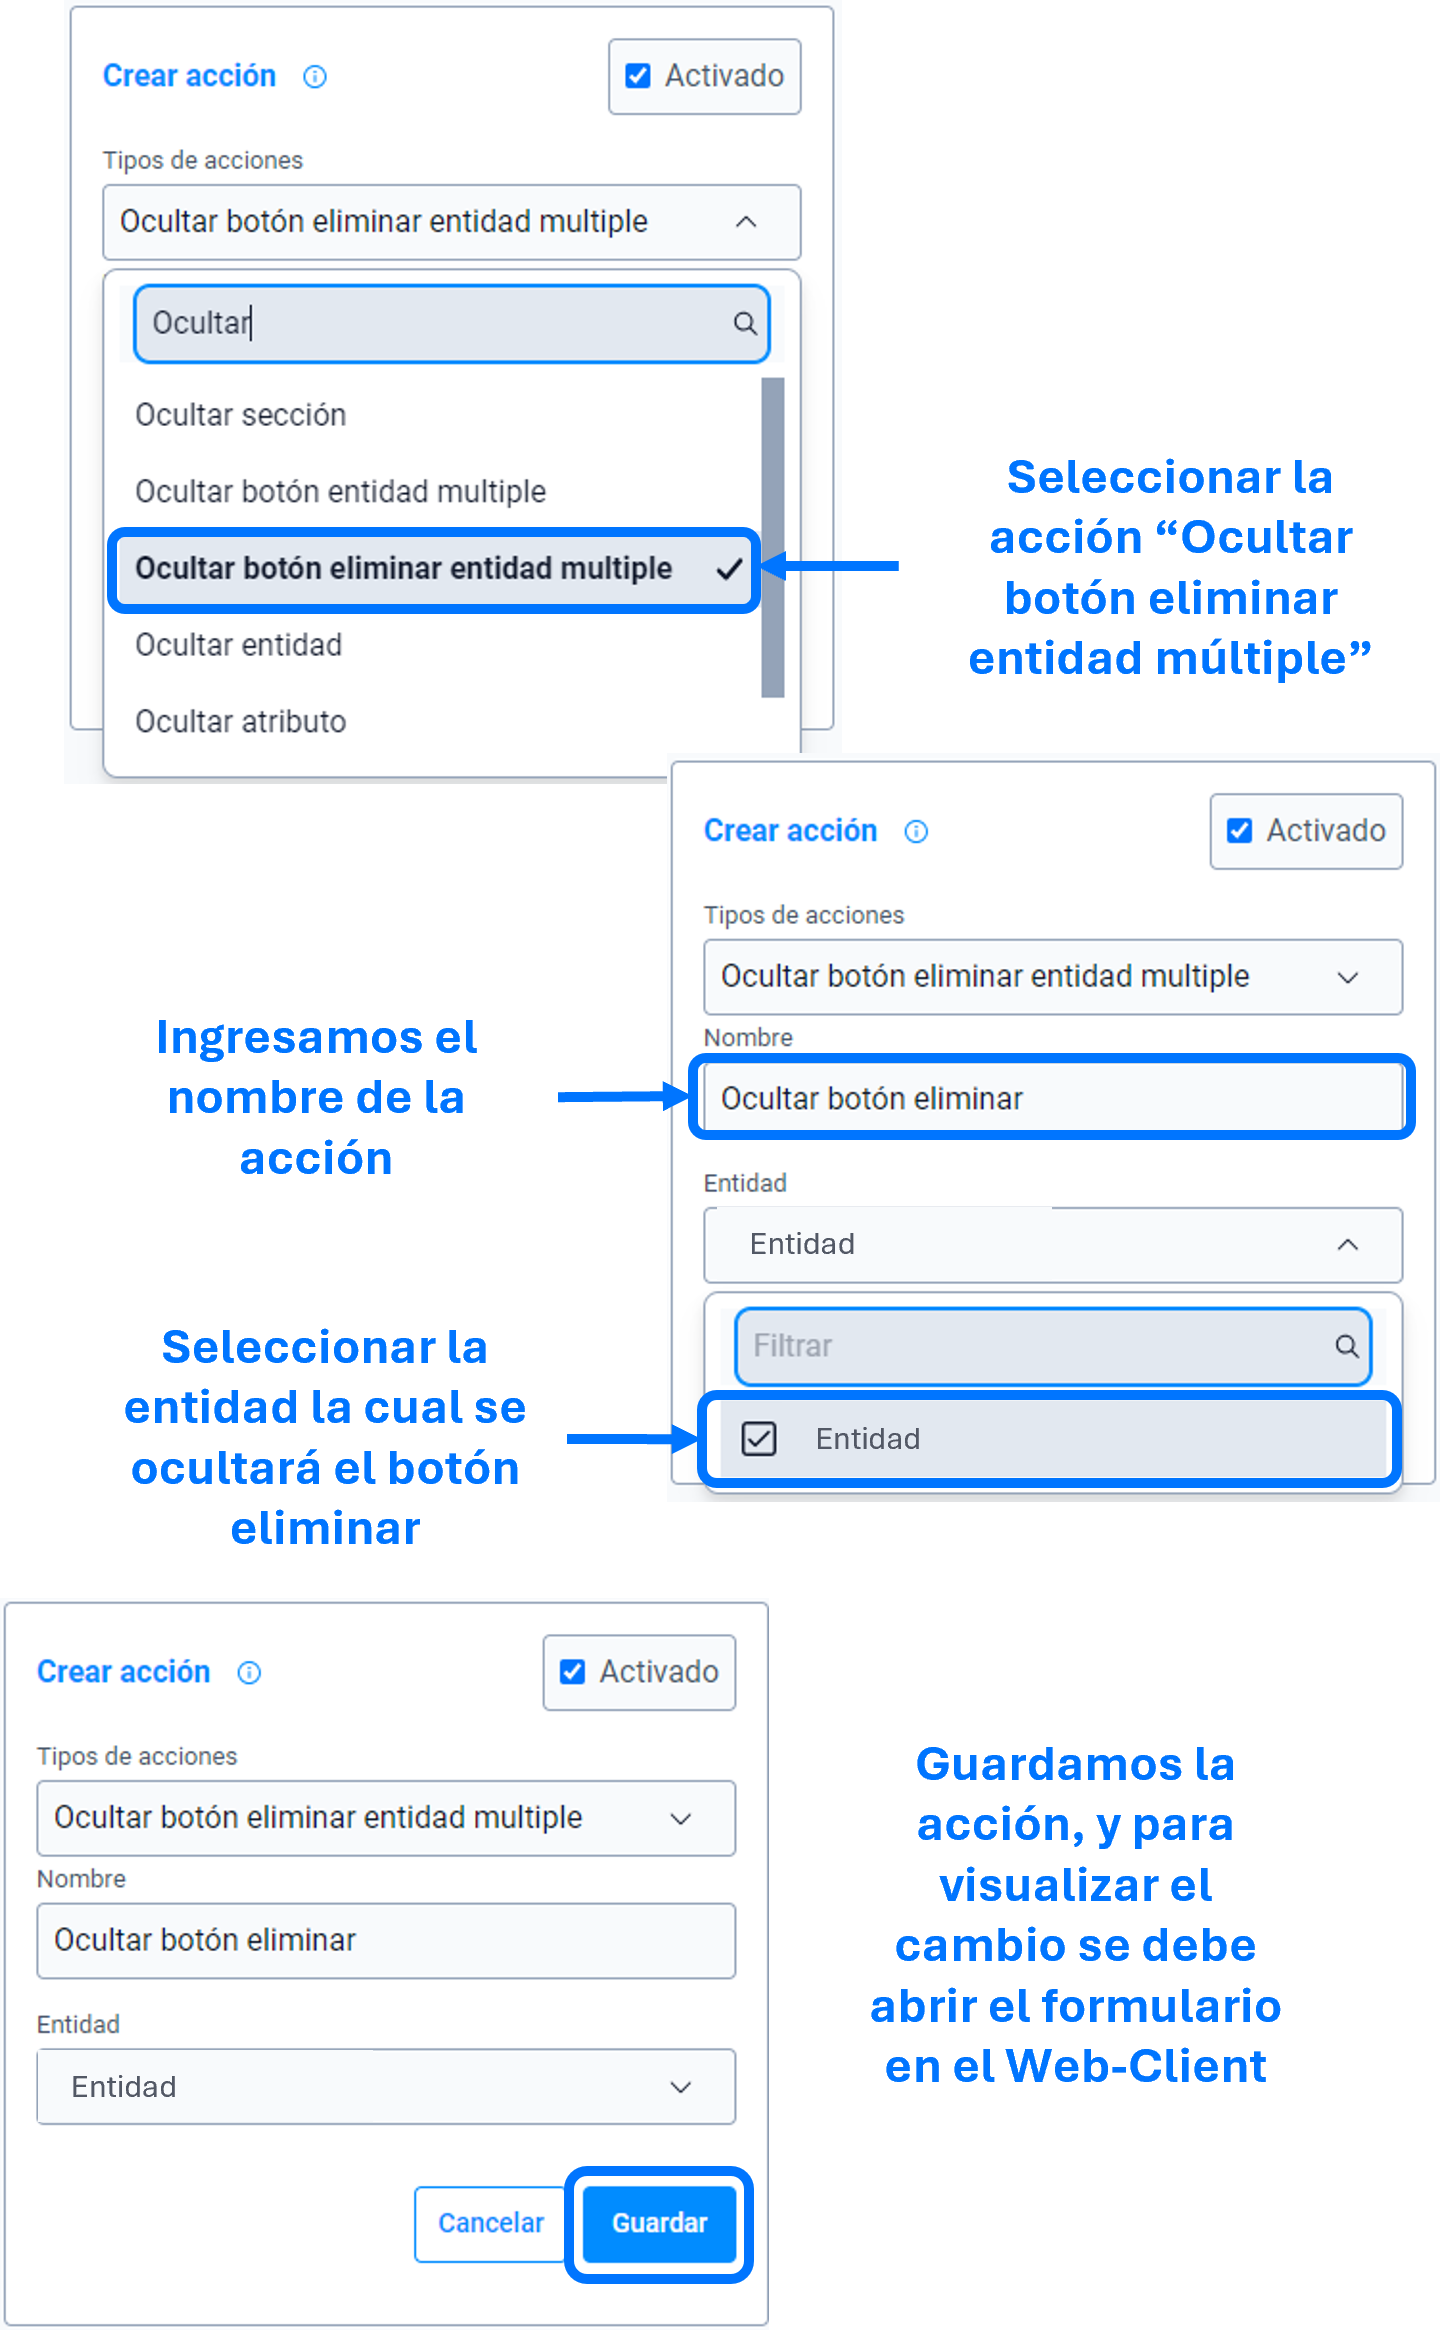 Crear acción
Activado
Tipos de acciones
Ocultar botón eliminar entidad multiple
Ocultar
Ocultar sección
Ocultar botón entidad multiple
Ocultar botón eliminar entidad multiple
Ocultar entidad
Ocultar atributo
Seleccionar la
acción “Ocultar
botón eliminar
entidad múltiple”
Crear acción
Activado
Tipos de acciones
Ocultar botón eliminar entidad multiple
Nombre
Ocultar botón eliminar
Ingresamos el
nombre de la
acción
Entidad
Entidad
Filtrar
Entidad
Seleccionar la
entidad la cual se
ocultará el botón
eliminar
Crear acción
Activado
Tipos de acciones
Ocultar botón eliminar entidad multiple
Nombre
Ocultar botón eliminar
Entidad
Entidad
Cancelar
Guardar
Guardamos la
acción, y para
visualizar el
cambio se debe
abrir el formulario
en el Web-Client